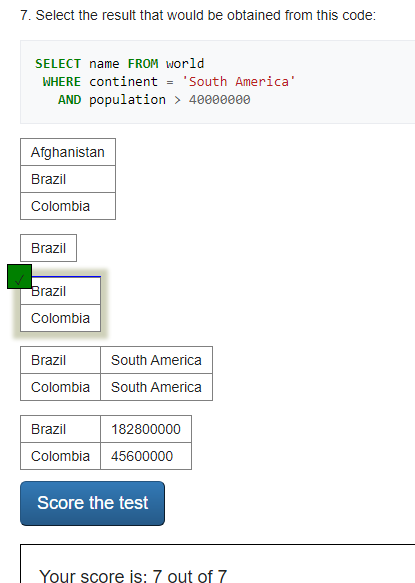 7. Select the result that would be obtained from this code:
SELECT name FROM world
WHERE continent = 'South America'
AND population > 40000000
Afghanistan
Brazil
Colombia
Brazil
Brazil
Colombia
Brazil South America
Colombia South America
Brazil 182800000
Colombia 45600000
Score the test
Your score is: 7 out of 7